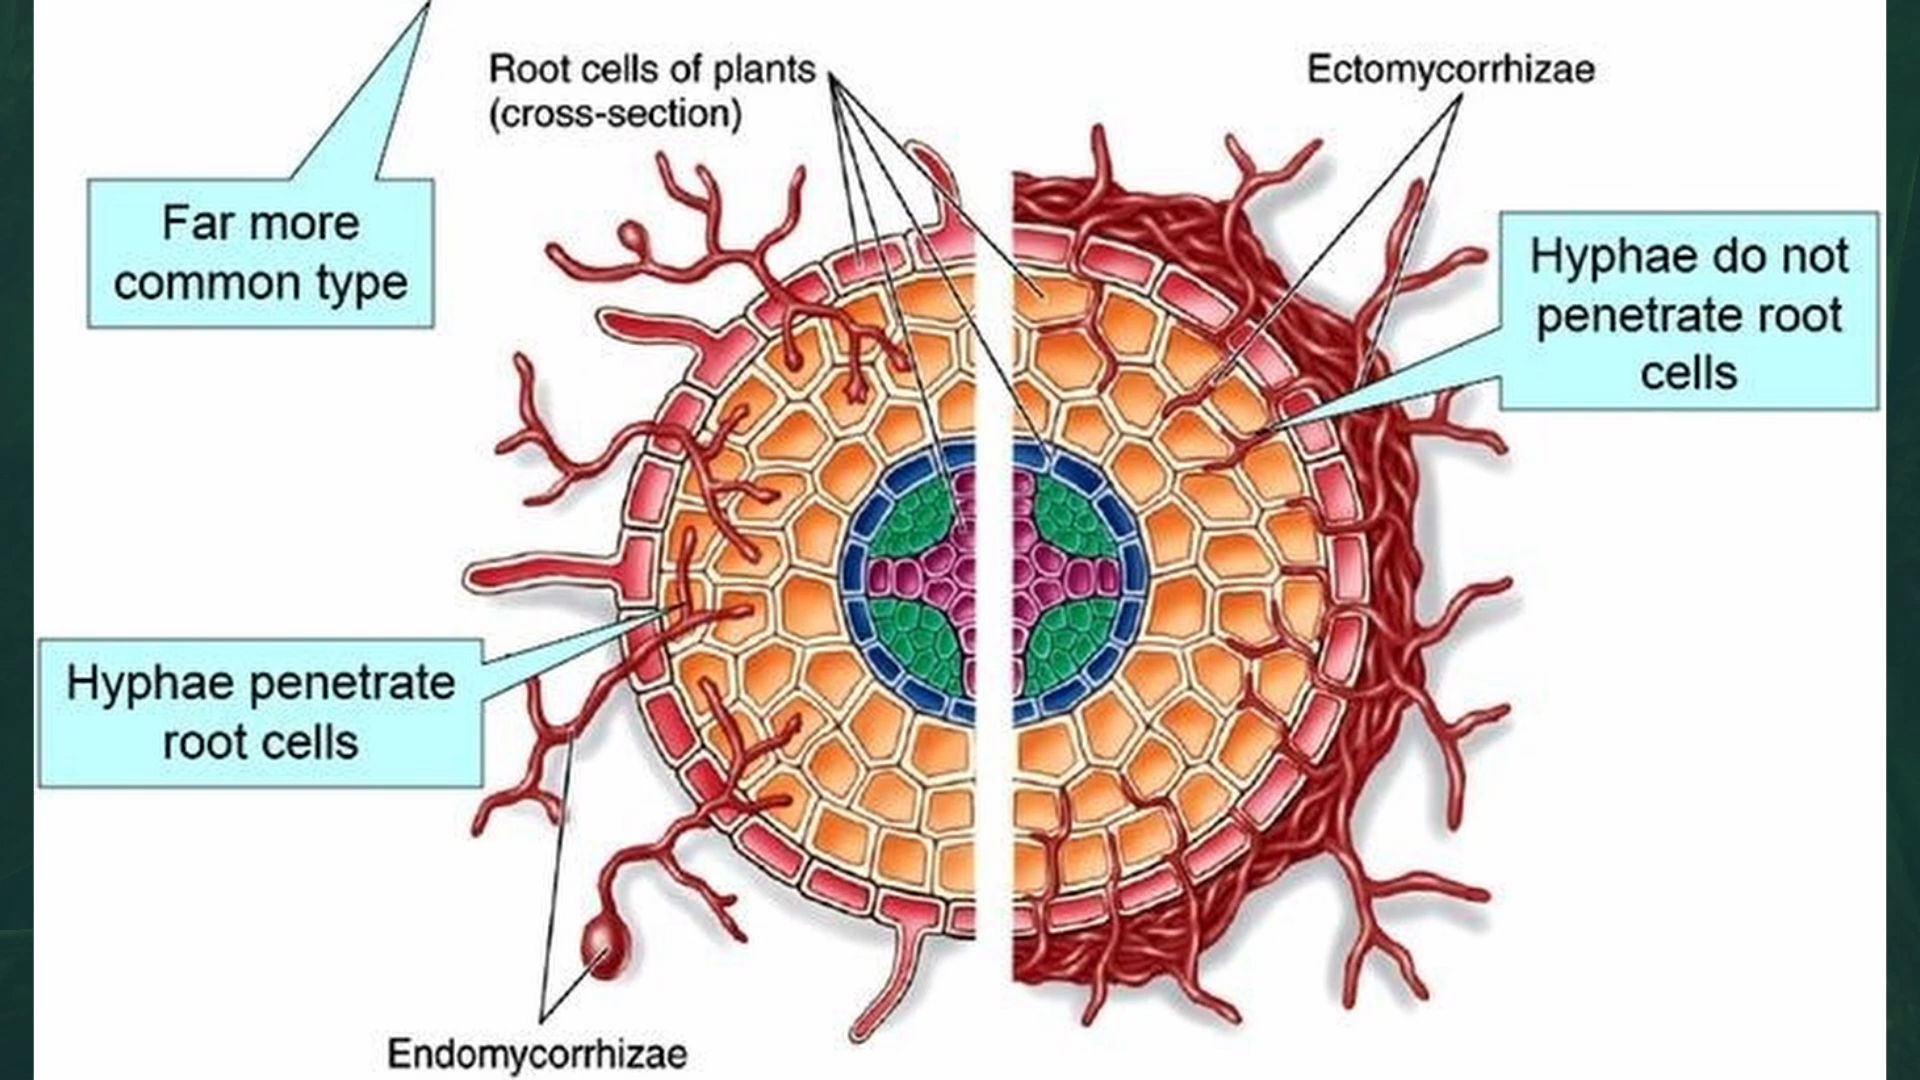 Root cells of plants
(cross-section)
Ectomycorrhizae
Far more
common type
Hyphae do not
penetrate root
cells
Hyphae penetrate
root cells
Endomycorrhizae